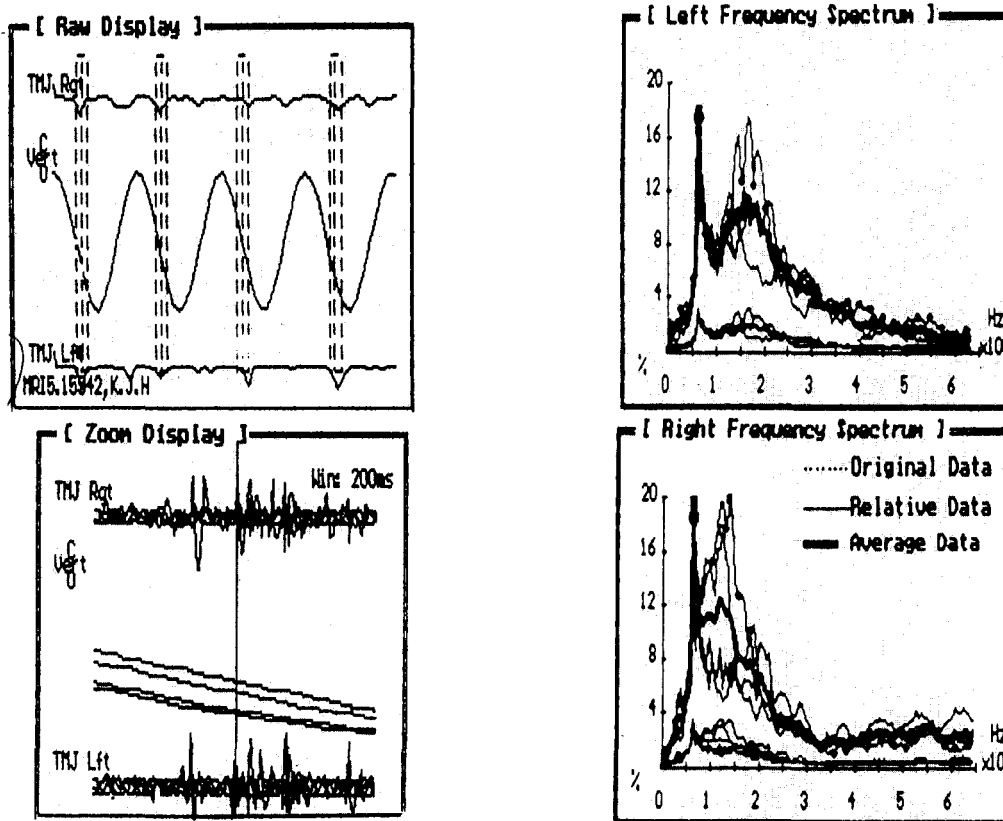 [ Raw Display ]
TMJ Rgt
Vert
TMJ Lft
MRI5.15942,K.J.H
[ Left Frequency Spectrum ]
20
16
12
8
4
Hz
x10
%
0 1 2 3 4 5 6
[ Zoom Display ]
Win: 200ms
TMJ Rgt
Vert
TMJ Lft
[ Right Frequency Spectrum ]
Original Data
Relative Data
Average Data
20
16
12
8
4
Hz
x10
%
0 1 2 3 4 5 6